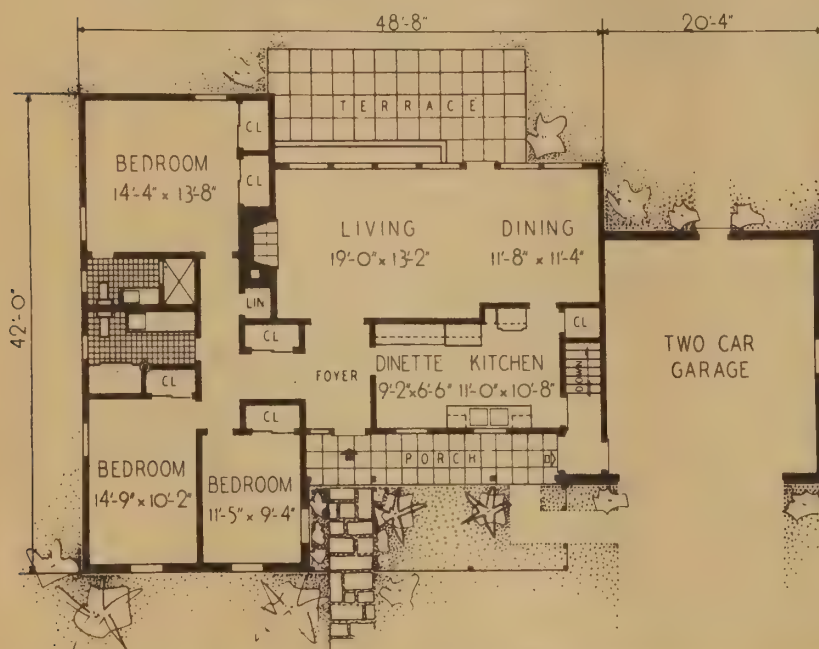 48'-8"
20'-4"
TERRACE
CL
BEDROOM
14'-4" x 13'-8"
CL
LIVING
19'-0" x 13'-2"
DINING
11'-8" x 11'-4"
42'-0"
LIN
CL
CL
TWO CAR
GARAGE
DINETTE
9'-2"x6'-6"
KITCHEN
11'-0" x 10'-8"
DOWN
FOYER
CL
CL
PORCH
BEDROOM
14'-9" x 10'-2"
BEDROOM
11'-5" x 9'-4"